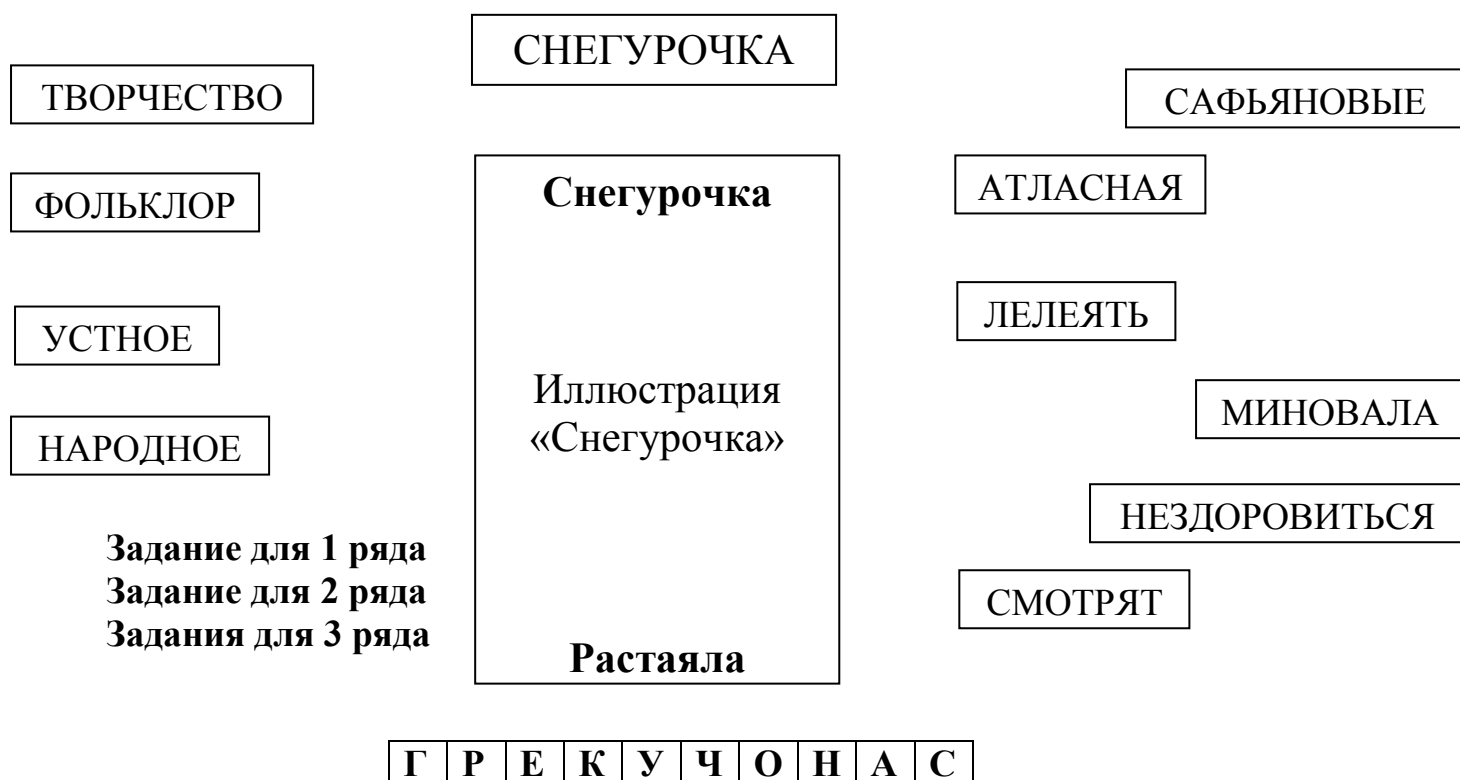 СНЕГУРОЧКА
ТВОРЧЕСТВО
ФОЛЬКЛОР
УСТНОЕ
НАРОДНОЕ
Задание для 1 ряда
Задание для 2 ряда
Задания для 3 ряда
Снегурочка
Иллюстрация
«Снегурочка»
Растаяла
САФЬЯНОВЫЕ
АТЛАСНАЯ
ЛЕЛЕЯТЬ
МИНОВАЛА
НЕЗДОРОВИТЬСЯ
СМОТРЯТ
Г Р Е К У Ч О Н А С